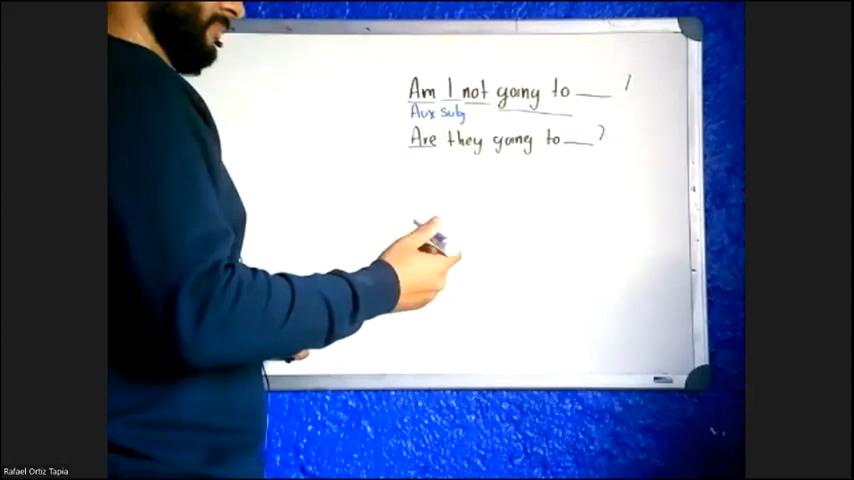 Am I not going to ___ ?
Aux Subj
Are they going to ___ ?
Rafael Ortiz Tapia